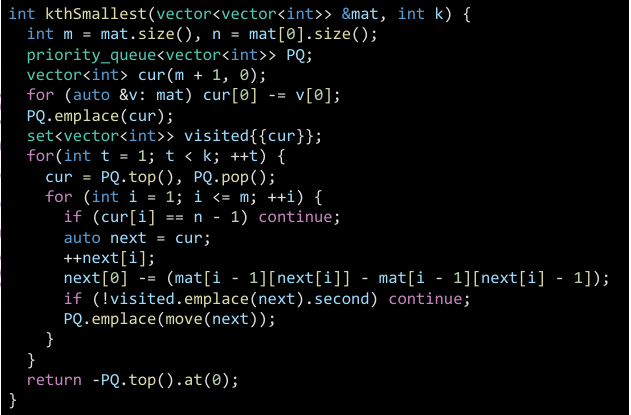 int kthSmallest(vector<vector<int>> &mat, int k) {
  int m = mat.size(), n = mat[0].size();
  priority_queue<vector<int>> PQ;
  vector<int> cur(m + 1, 0);
  for (auto &v: mat) cur[0] -= v[0];
  PQ.emplace(cur);
  set<vector<int>> visited{{cur}};
  for(int t = 1; t < k; ++t) {
    cur = PQ.top(), PQ.pop();
    for (int i = 1; i <= m; ++i) {
      if (cur[i] == n - 1) continue;
      auto next = cur;
      ++next[i];
      next[0] -= (mat[i - 1][next[i]] - mat[i - 1][next[i] - 1]);
      if (!visited.emplace(next).second) continue;
      PQ.emplace(move(next));
    }
  }
  return -PQ.top().at(0);
}